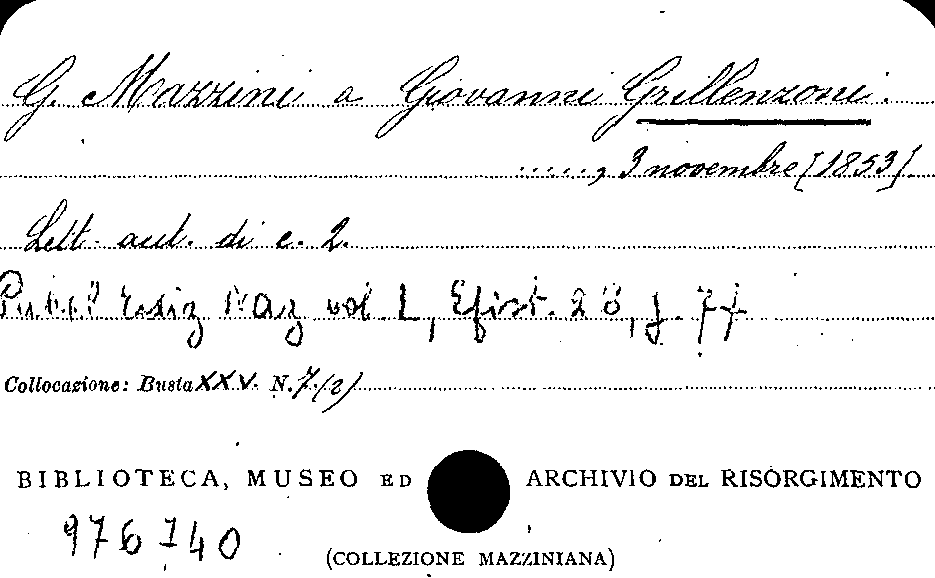 G. Mazzini a Giovanni Grillenzoni.
....., 3 novembre [1853].
Lett. aut. di c. 2.
Pubbl. Ediz Naz vol. L, Epist. 28, p. 77
Collocazione: Busta XXV. N. 7.(2)
BIBLIOTECA, MUSEO ED ARCHIVIO DEL RISORGIMENTO
976140
(COLLEZIONE MAZZINIANA)